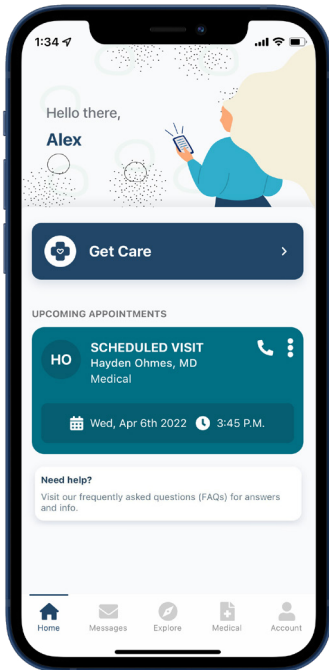 1:34
Hello there,
Alex
Get Care
UPCOMING APPOINTMENTS
HO
SCHEDULED VISIT
Hayden Ohmes, MD
Medical
Wed, Apr 6th 2022 3:45 P.M.
Need help?
Visit our frequently asked questions (FAQs) for answers
and info.
Home Messages Explore Medical Account